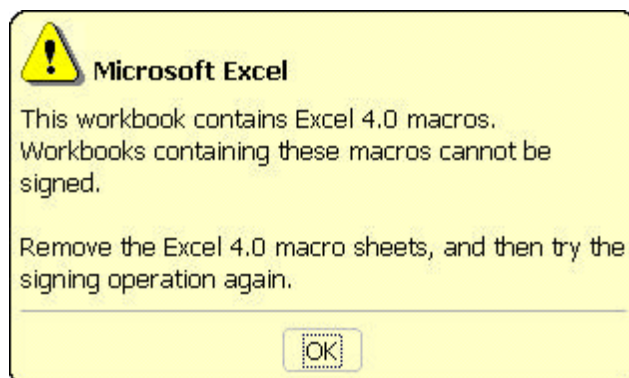 Microsoft Excel
This workbook contains Excel 4.0 macros.
Workbooks containing these macros cannot be
signed.
Remove the Excel 4.0 macro sheets, and then try the
signing operation again.
OK